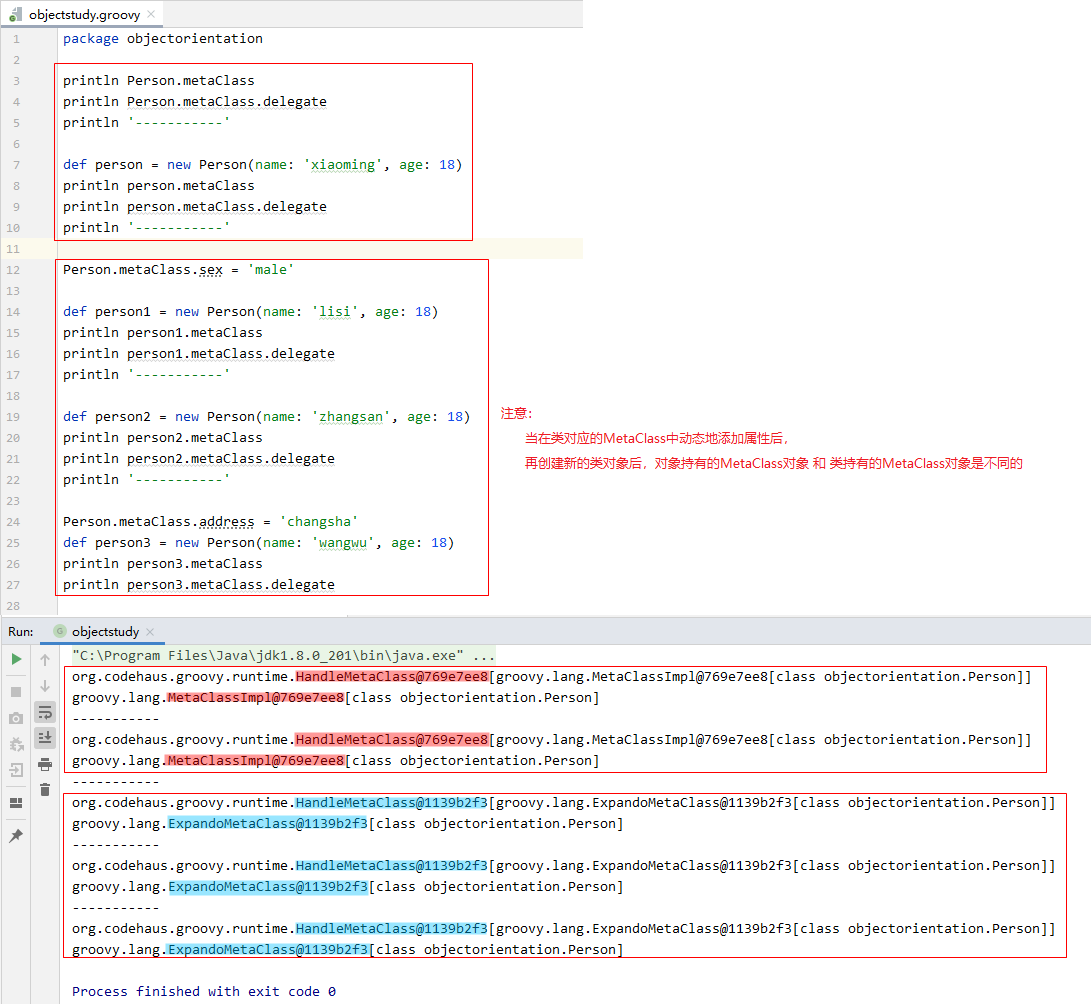 objectstudy.groovy
1 package objectorientation
2
3 println Person.metaClass
4 println Person.metaClass.delegate
5 println '-----------'
6
7 def person = new Person(name: 'xiaoming', age: 18)
8 println person.metaClass
9 println person.metaClass.delegate
10 println '-----------'
11
12 Person.metaClass.sex = 'male'
13
14 def person1 = new Person(name: 'lisi', age: 18)
15 println person1.metaClass
16 println person1.metaClass.delegate
17 println '-----------'
18
19 def person2 = new Person(name: 'zhangsan', age: 18)
20 println person2.metaClass
21 println person2.metaClass.delegate
22 println '-----------'
23
24 Person.metaClass.address = 'changsha'
25 def person3 = new Person(name: 'wangwu', age: 18)
26 println person3.metaClass
27 println person3.metaClass.delegate
28
注意:
当在类对应的MetaClass中动态地添加属性后,
再创建新的类对象后，对象持有的MetaClass对象 和 类持有的MetaClass对象是不同的
Run: G objectstudy
"C:\Program Files\Java\jdk1.8.0_201\bin\java.exe" ...
org.codehaus.groovy.runtime.HandleMetaClass@769e7ee8[groovy.lang.MetaClassImpl@769e7ee8[class objectorientation.Person]]
groovy.lang.MetaClassImpl@769e7ee8[class objectorientation.Person]
-----------
org.codehaus.groovy.runtime.HandleMetaClass@769e7ee8[groovy.lang.MetaClassImpl@769e7ee8[class objectorientation.Person]]
groovy.lang.MetaClassImpl@769e7ee8[class objectorientation.Person]
-----------
org.codehaus.groovy.runtime.HandleMetaClass@1139b2f3[groovy.lang.ExpandoMetaClass@1139b2f3[class objectorientation.Person]]
groovy.lang.ExpandoMetaClass@1139b2f3[class objectorientation.Person]
-----------
org.codehaus.groovy.runtime.HandleMetaClass@1139b2f3[groovy.lang.ExpandoMetaClass@1139b2f3[class objectorientation.Person]]
groovy.lang.ExpandoMetaClass@1139b2f3[class objectorientation.Person]
-----------
org.codehaus.groovy.runtime.HandleMetaClass@1139b2f3[groovy.lang.ExpandoMetaClass@1139b2f3[class objectorientation.Person]]
groovy.lang.ExpandoMetaClass@1139b2f3[class objectorientation.Person]
Process finished with exit code 0